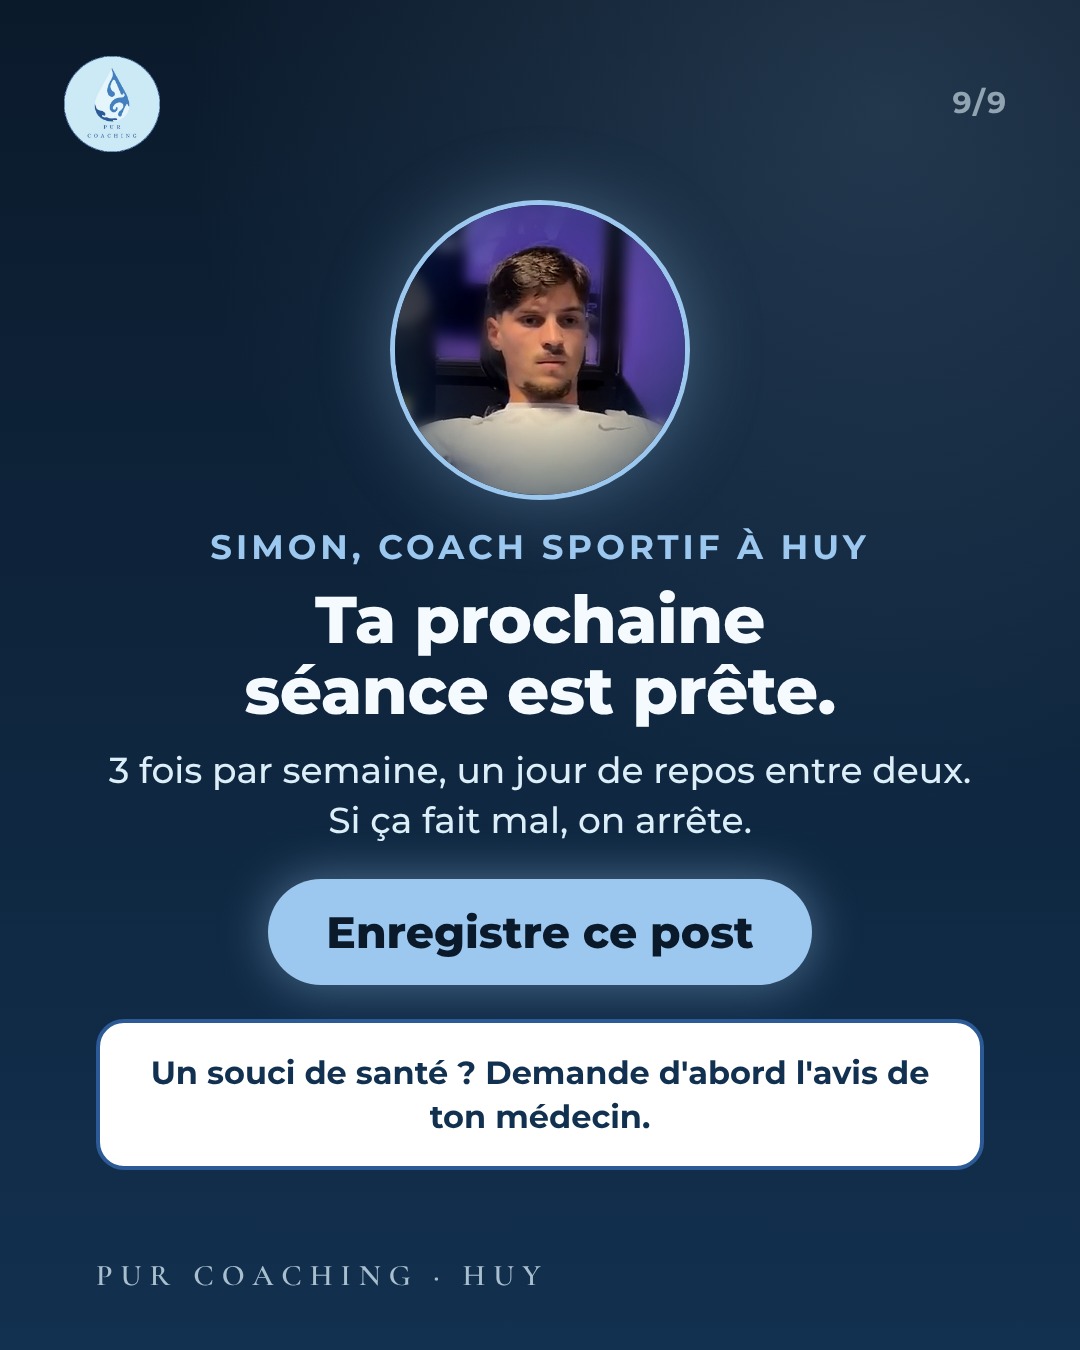 PUR
COACHING
9/9
SIMON, COACH SPORTIF À HUY
Ta prochaine
séance est prête.
3 fois par semaine, un jour de repos entre deux.
Si ça fait mal, on arrête.
Enregistre ce post
Un souci de santé ? Demande d'abord l'avis de
ton médecin.
PUR COACHING · HUY